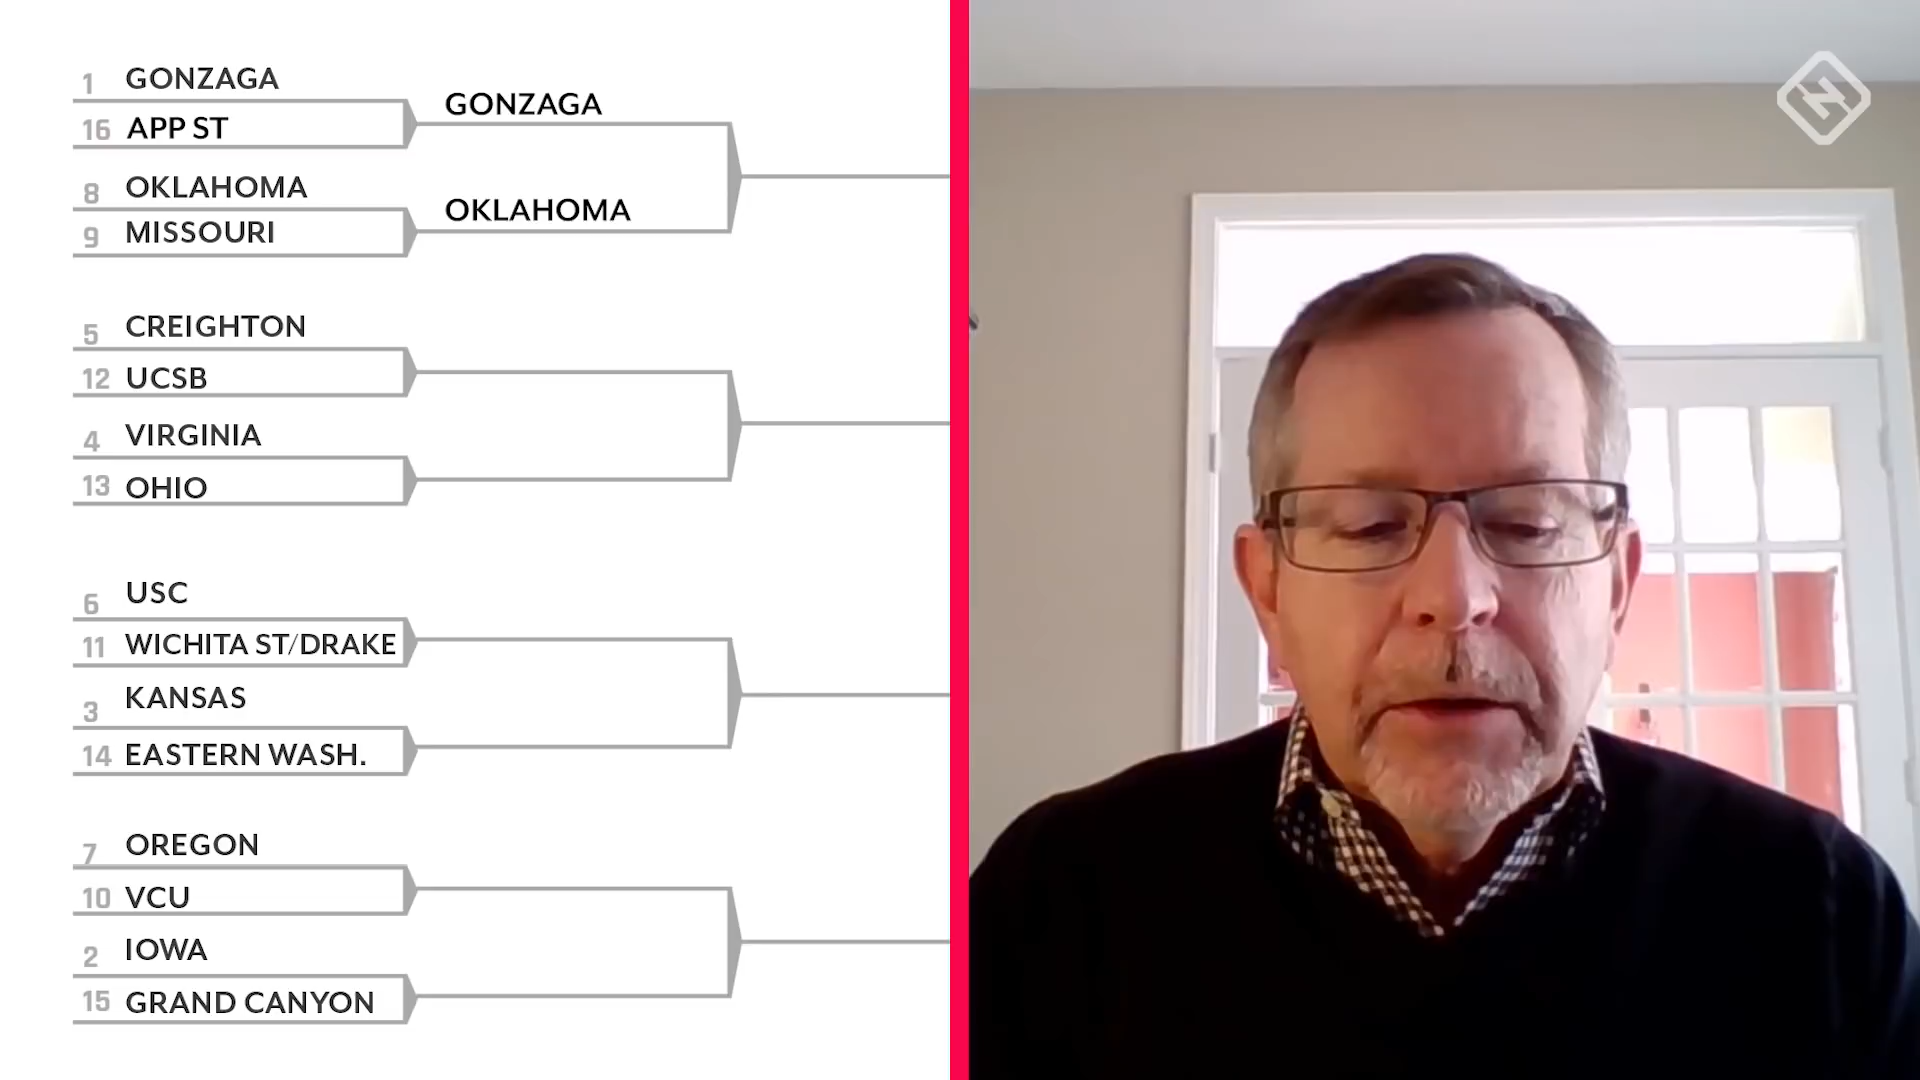 1 GONZAGA
16 APP ST
GONZAGA
8 OKLAHOMA
9 MISSOURI
OKLAHOMA
5 CREIGHTON
12 UCSB
4 VIRGINIA
13 OHIO
6 USC
11 WICHITA ST/DRAKE
3 KANSAS
14 EASTERN WASH.
7 OREGON
10 VCU
2 IOWA
15 GRAND CANYON